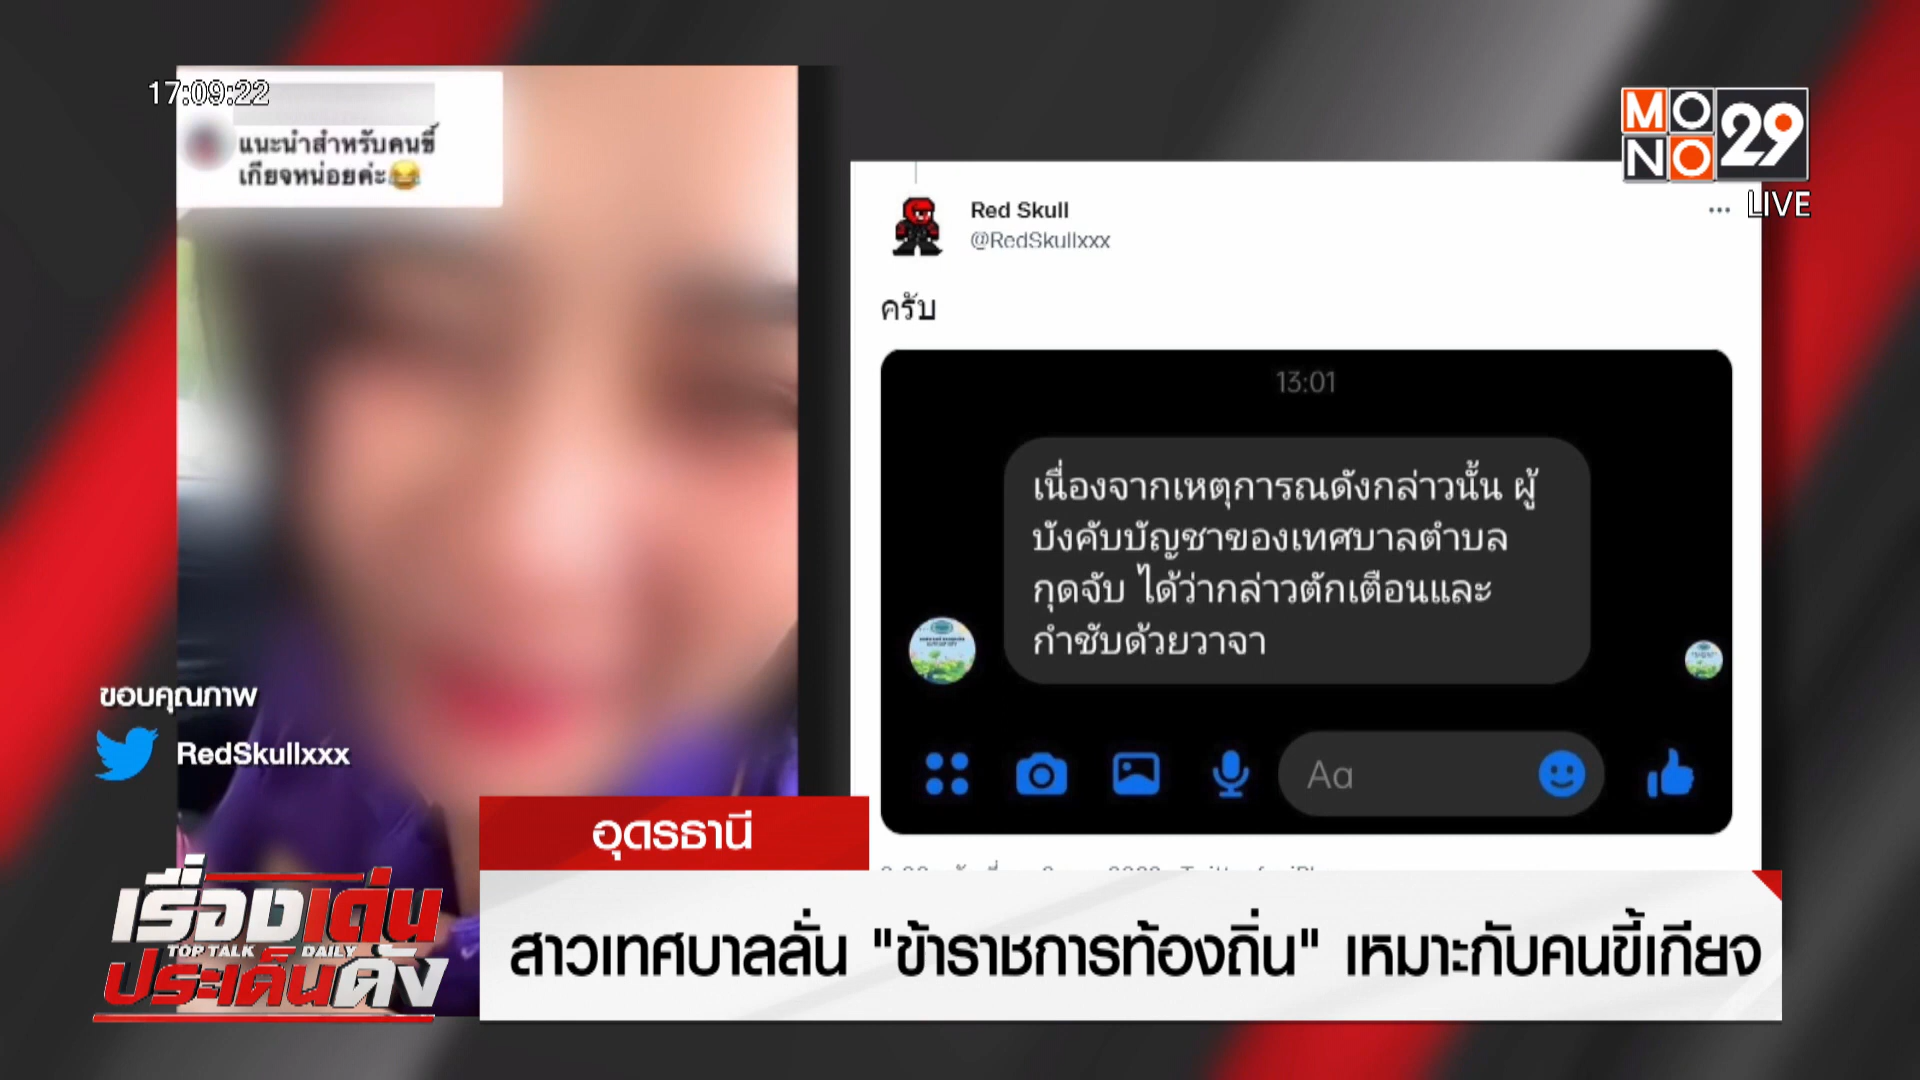 17:09:22
แนะนำสำหรับคนขี้
เกียจหน่อยค่ะ😂
MONO 29
LIVE
Red Skull
@RedSkullxxx
ครับ
13:01
เนื่องจากเหตุการณดังกล่าวนั้น ผู้
บังคับบัญชาของเทศบาลตำบล
กุดจับ ได้ว่ากล่าวตักเตือนและ
กำชับด้วยวาจา
Aa
ขอบคุณภาพ
RedSkullxxx
อุดรธานี
สาวเทศบาลลั่น "ข้าราชการท้องถิ่น" เหมาะกับคนขี้เกียจ
เรื่องเด่น
TOP TALK DAILY
ประเด็นดัง